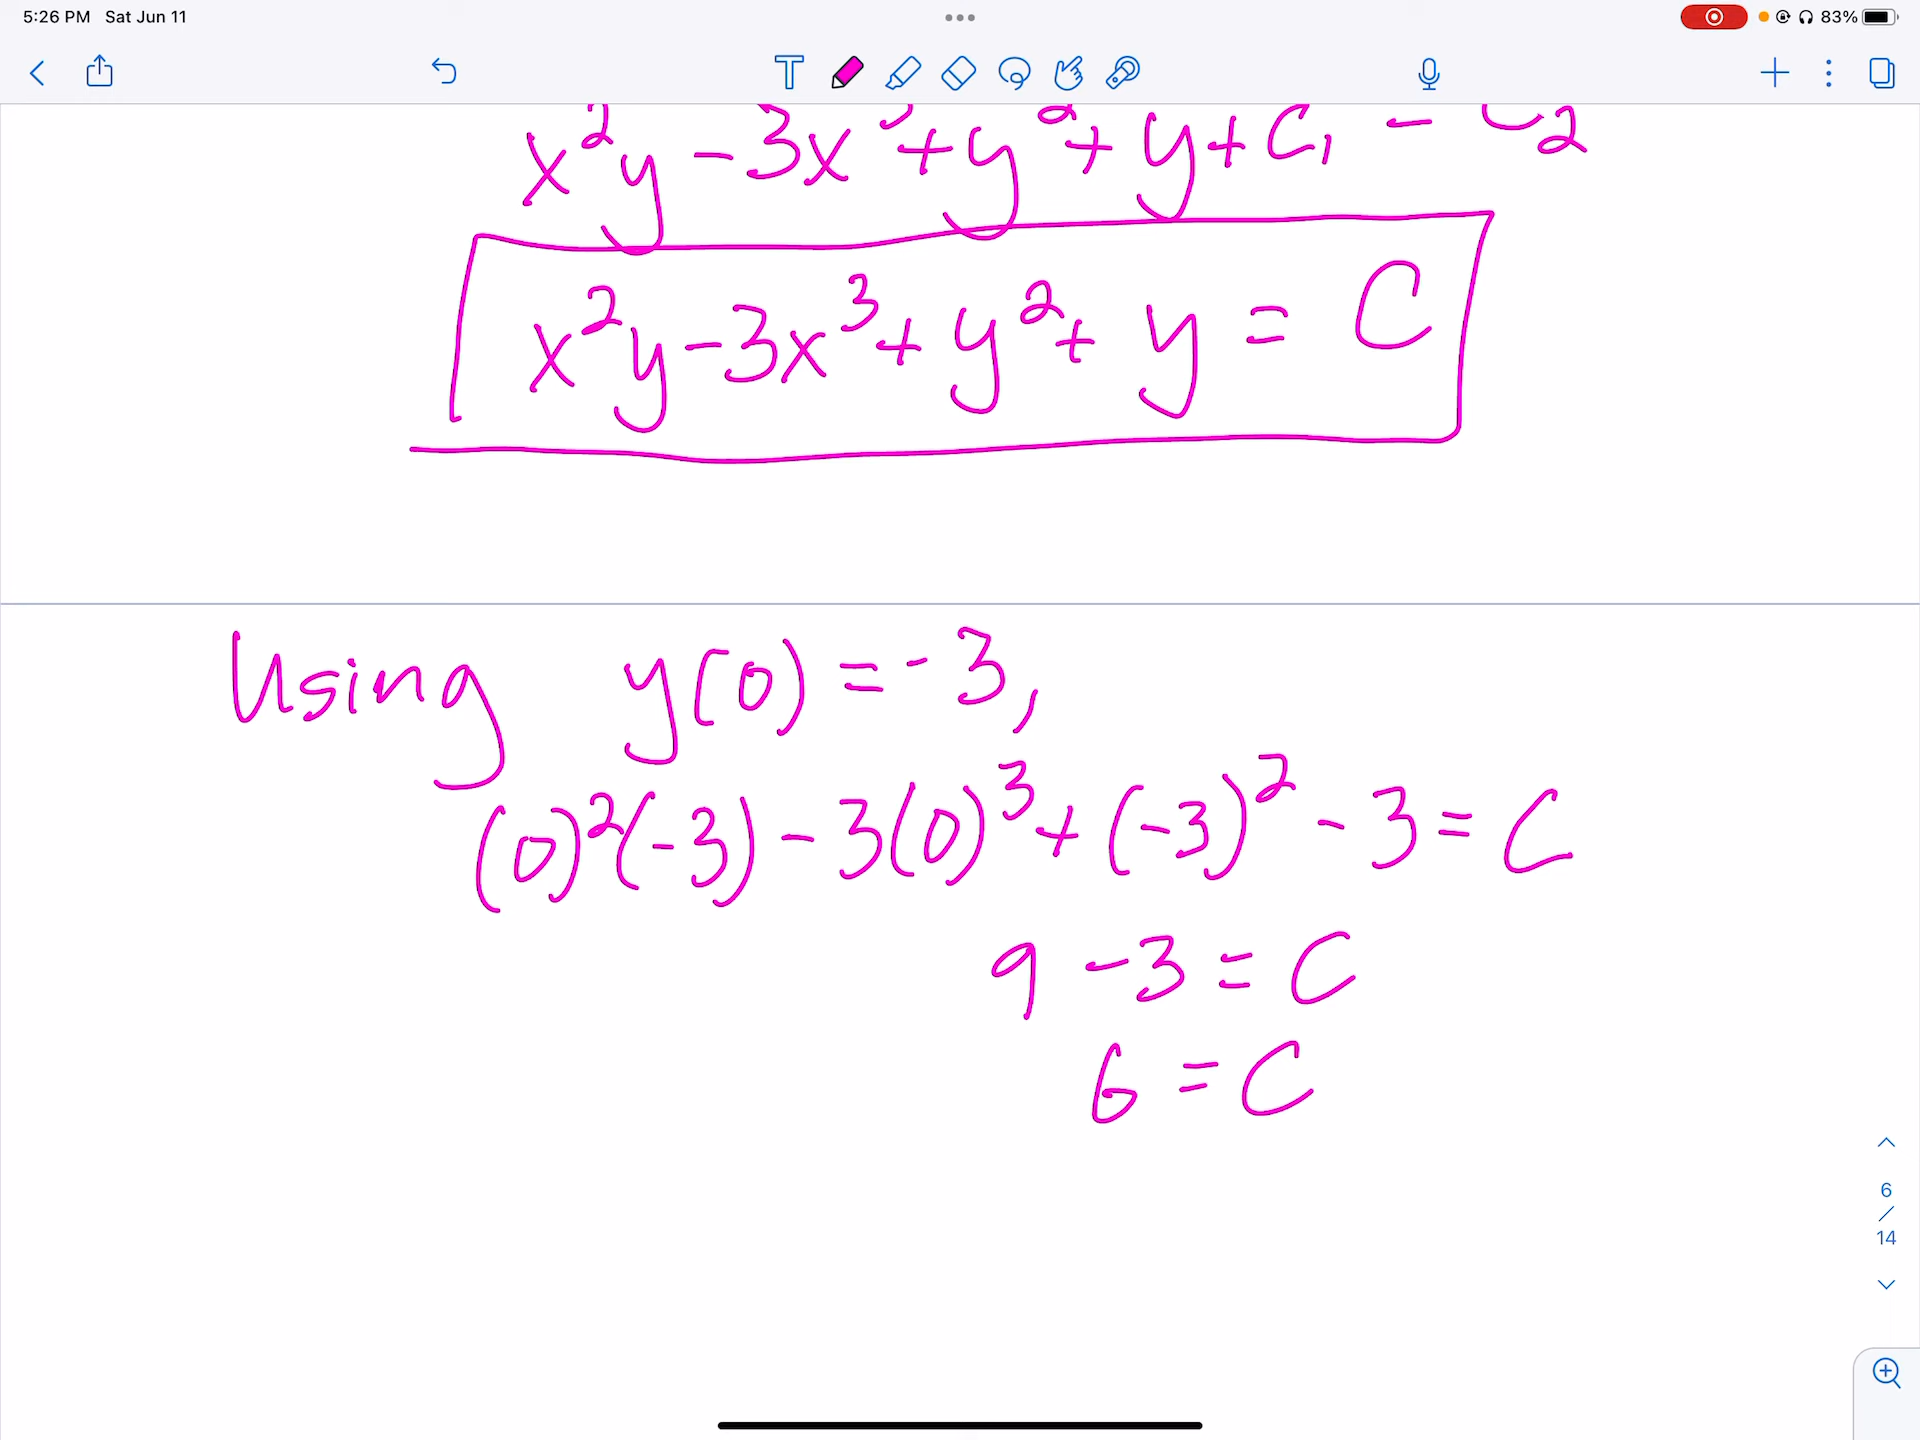 5:26 PM Sat Jun 11
83%
x²y - 3x³ + y² + y + C₁ = C₂
x²y - 3x³ + y² + y = C
Using y(0) = -3,
(0)²(-3) - 3(0)³ + (-3)² - 3 = C
9 - 3 = C
6 = C
6
/
14